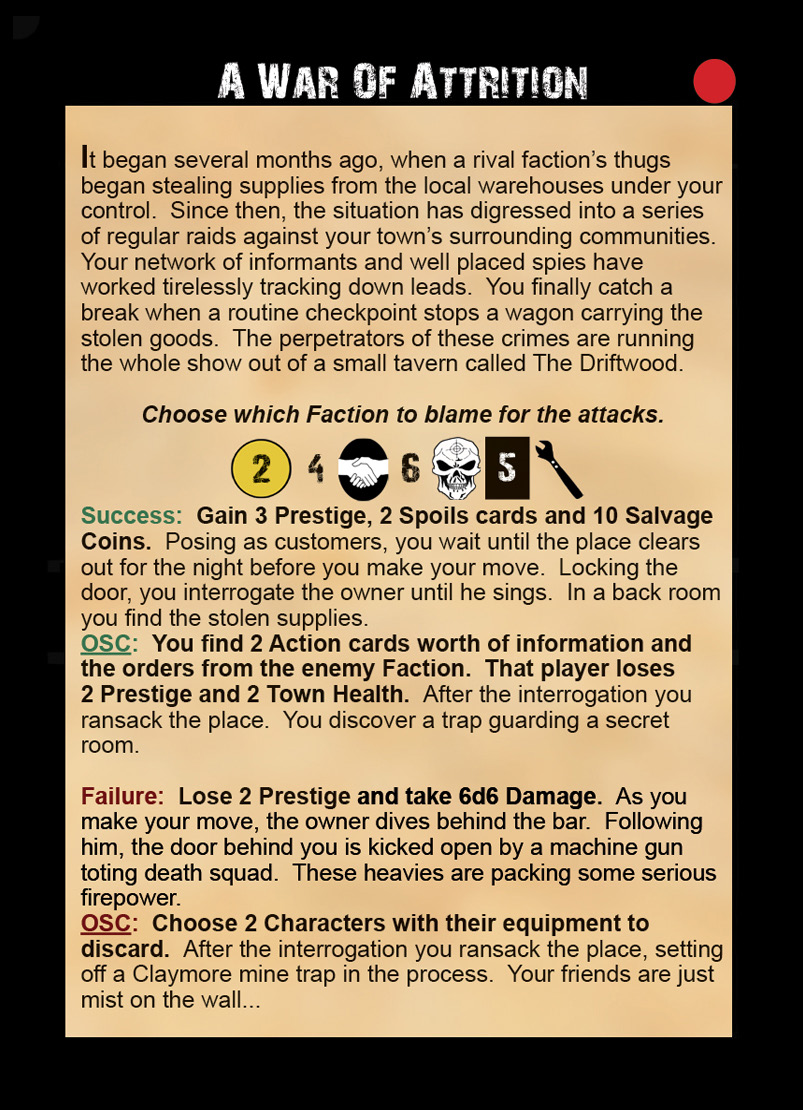 A War Of Attrition
It began several months ago, when a rival faction's thugs
began stealing supplies from the local warehouses under your
control.  Since then, the situation has digressed into a series
of regular raids against your town's surrounding communities.
Your network of informants and well placed spies have
worked tirelessly tracking down leads.  You finally catch a
break when a routine checkpoint stops a wagon carrying the
stolen goods.  The perpetrators of these crimes are running
the whole show out of a small tavern called The Driftwood.
Choose which Faction to blame for the attacks.
2 4 6 5
Success:  Gain 3 Prestige, 2 Spoils cards and 10 Salvage
Coins.  Posing as customers, you wait until the place clears
out for the night before you make your move.  Locking the
door, you interrogate the owner until he sings.  In a back room
you find the stolen supplies.
OSC:  You find 2 Action cards worth of information and
the orders from the enemy Faction.  That player loses
2 Prestige and 2 Town Health.  After the interrogation you
ransack the place.  You discover a trap guarding a secret
room.
Failure:  Lose 2 Prestige and take 6d6 Damage.  As you
make your move, the owner dives behind the bar.  Following
him, the door behind you is kicked open by a machine gun
toting death squad.  These heavies are packing some serious
firepower.
OSC:  Choose 2 Characters with their equipment to
discard.  After the interrogation you ransack the place, setting
off a Claymore mine trap in the process.  Your friends are just
mist on the wall...